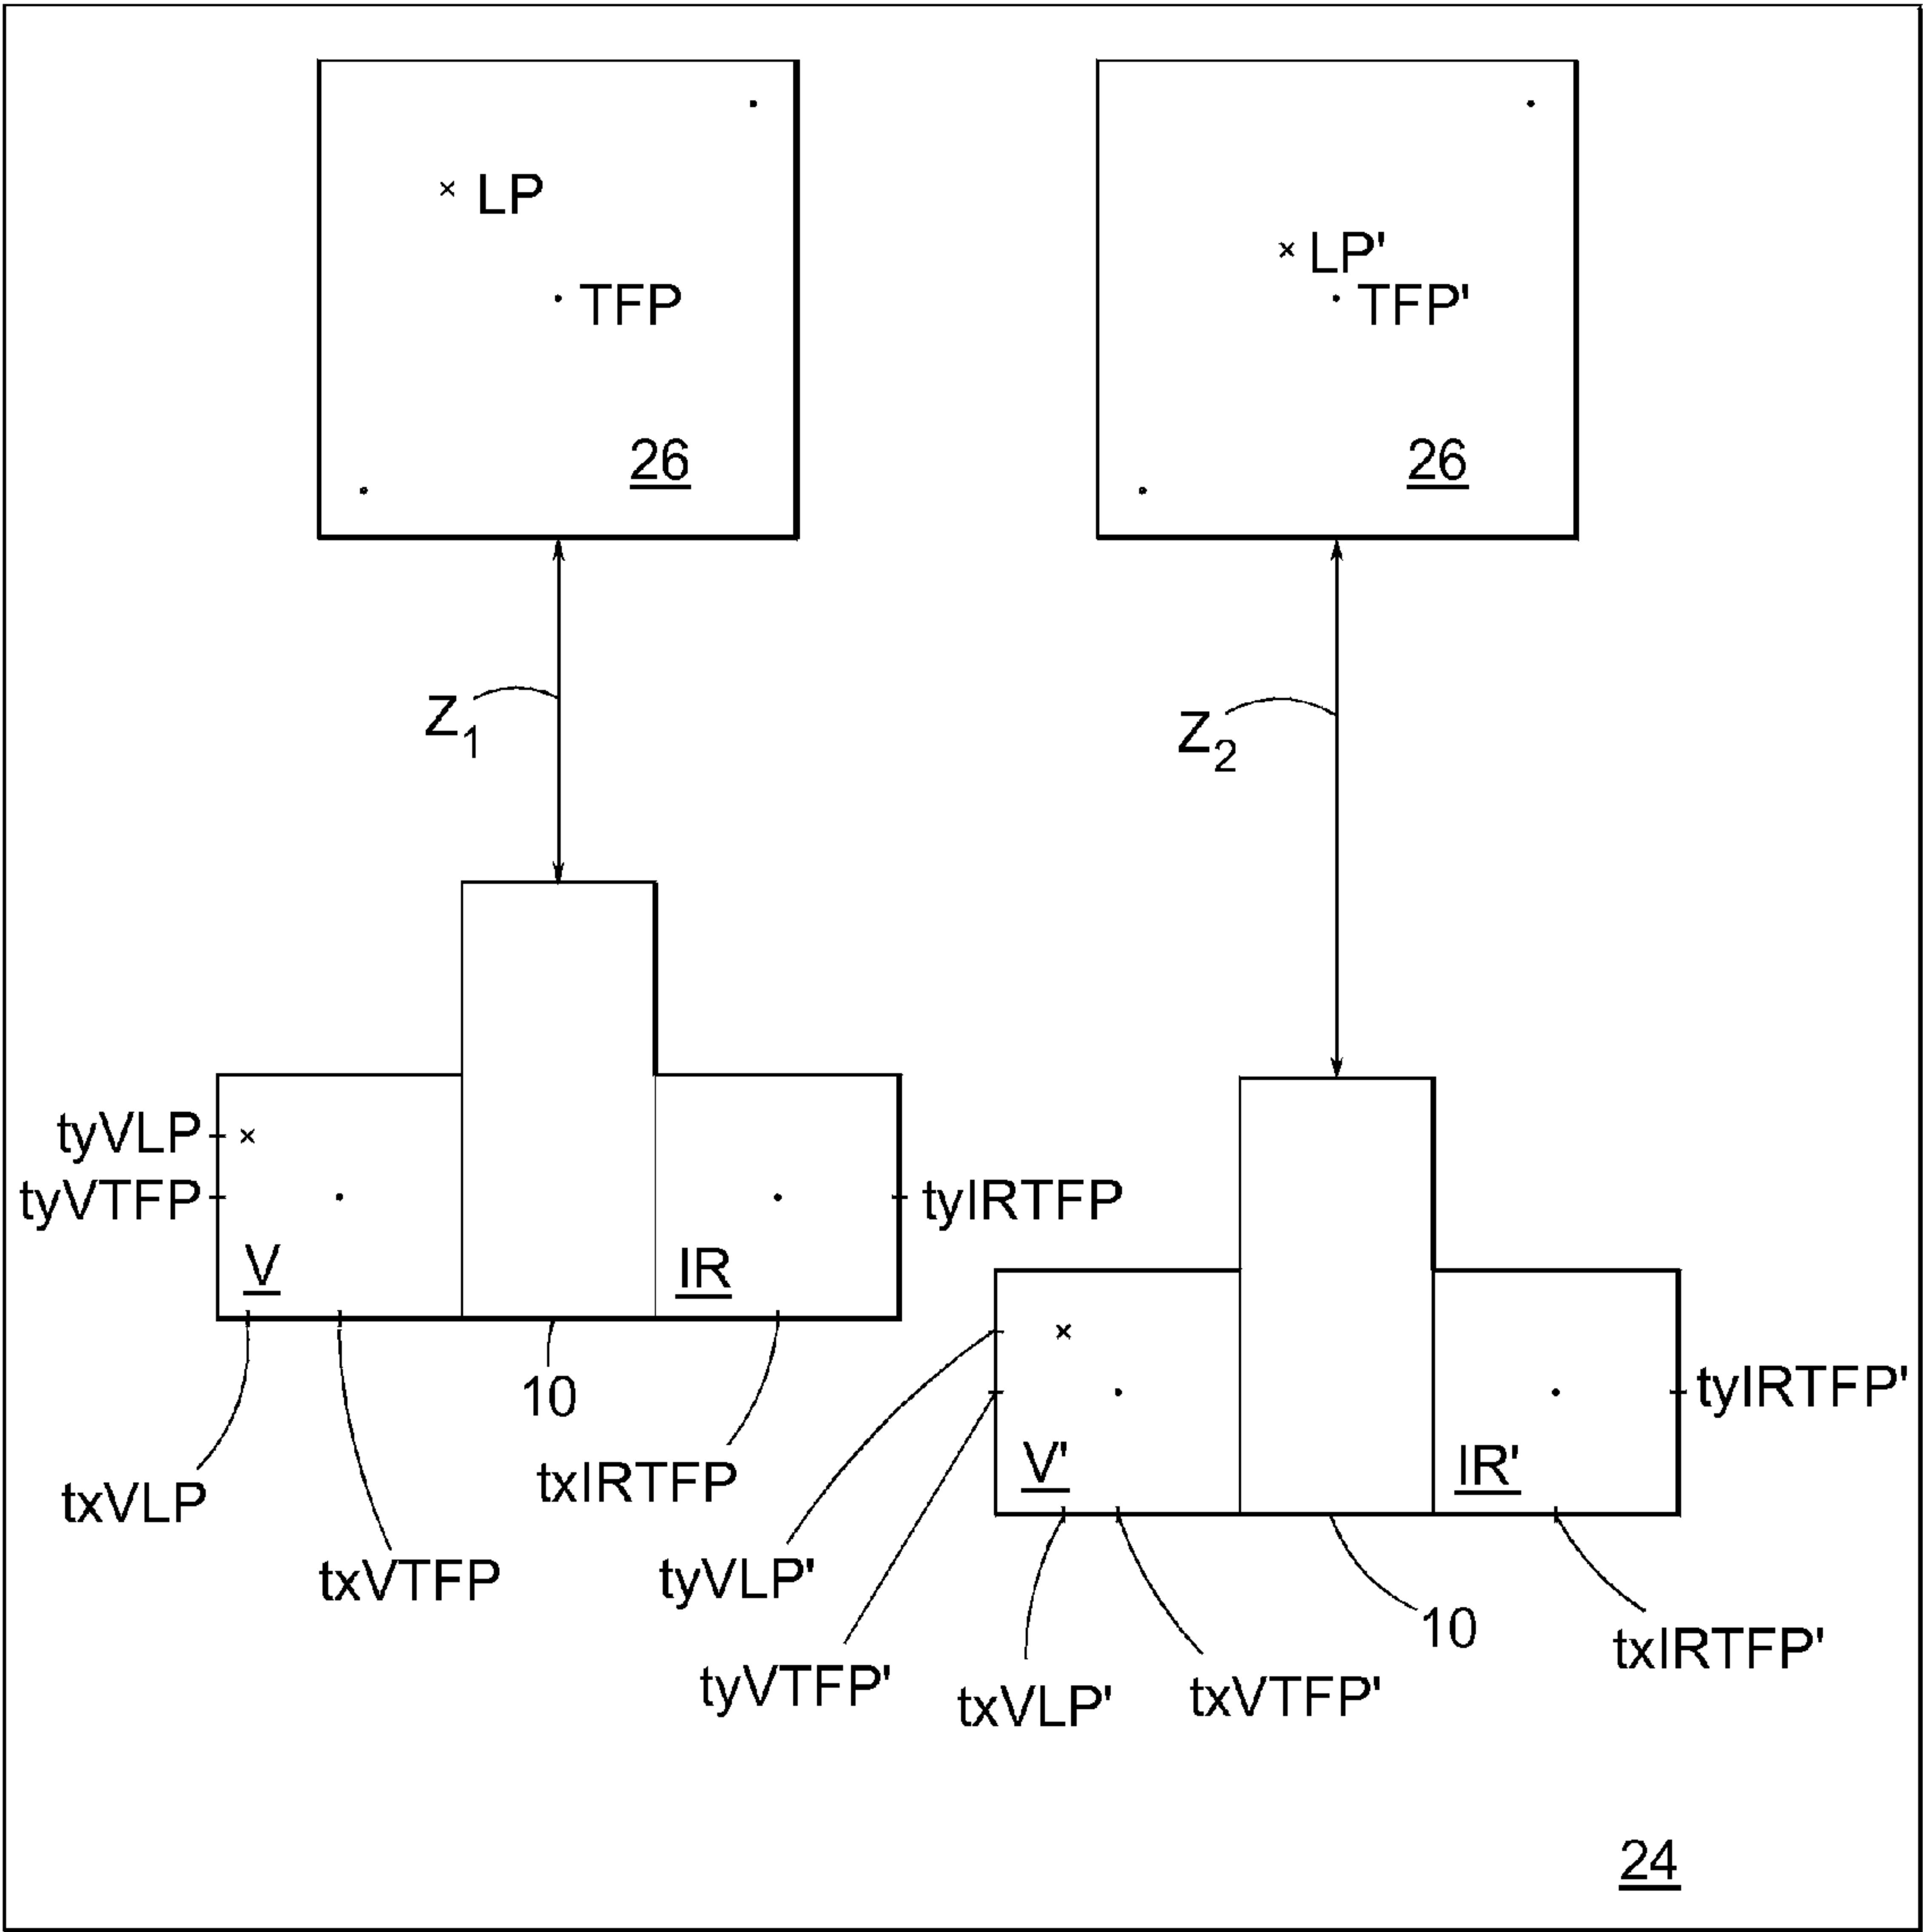 LP
TFP
26
LP'
TFP'
26
Z1
Z2
tyVLP
tyVTFP
V
IR
tyIRTFP
10
txVLP
txIRTFP
txVTFP
V'
IR'
tyIRTFP'
tyVLP'
tyVTFP'
txVLP'
txVTFP'
10
txIRTFP'
24